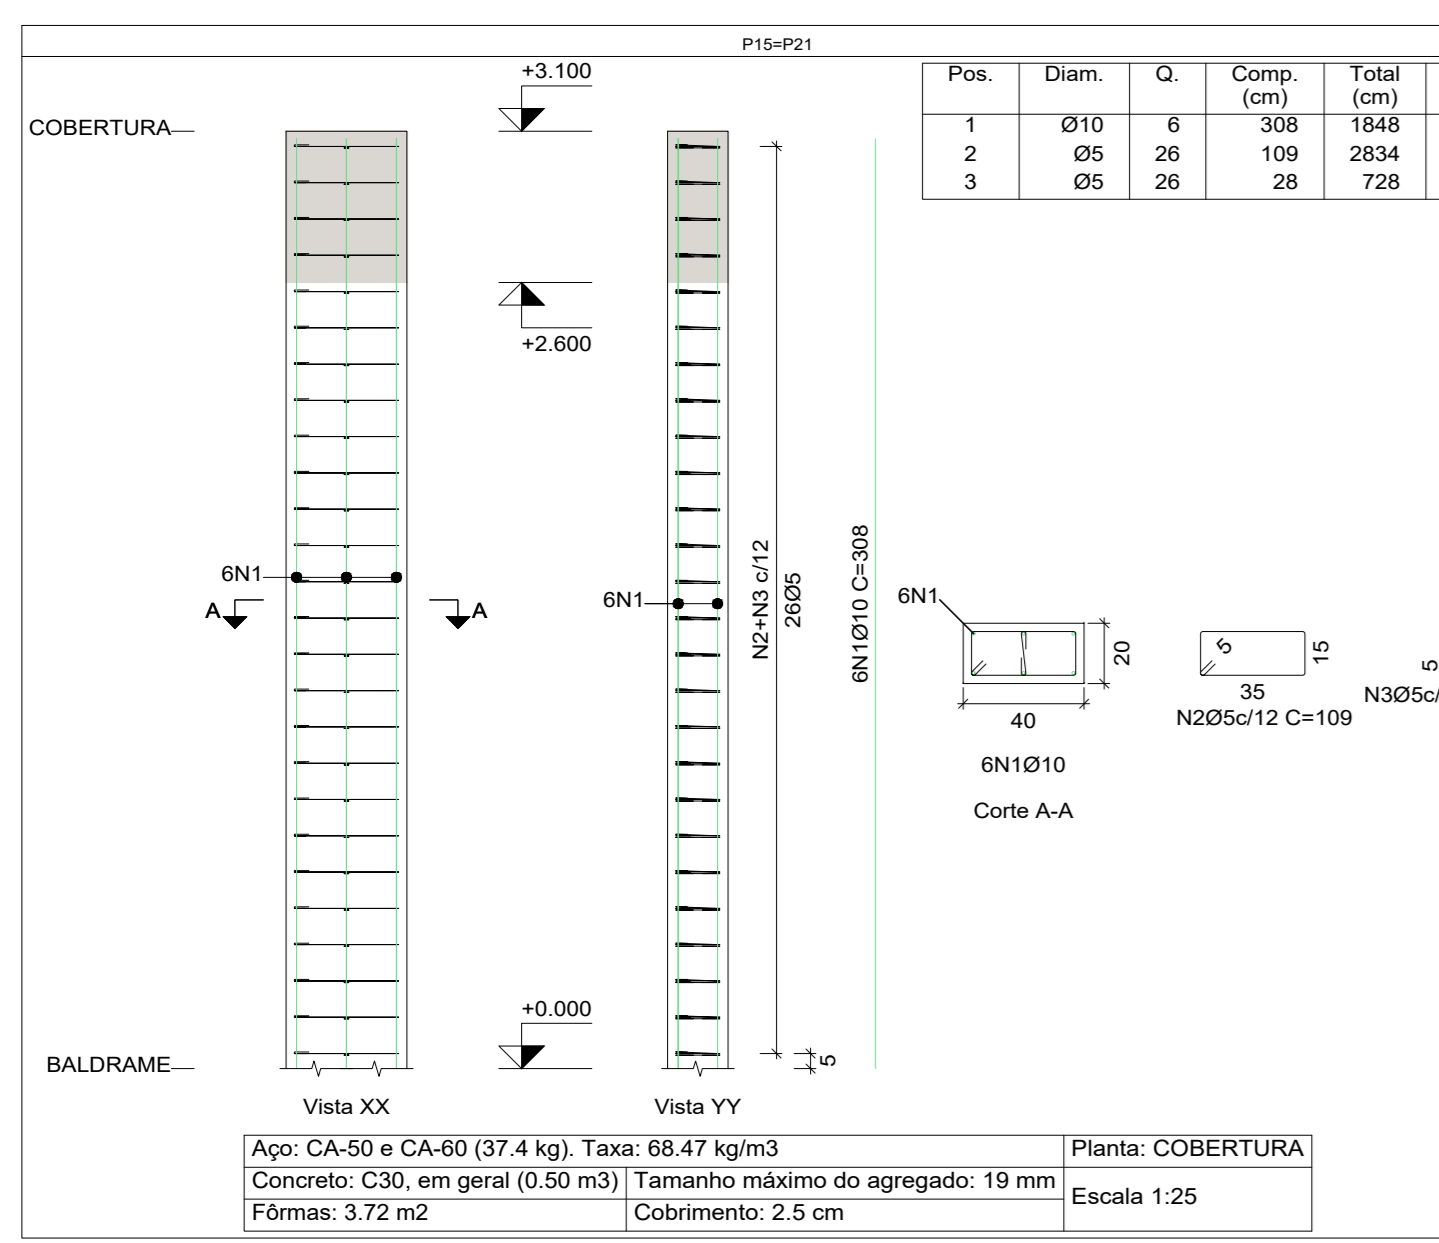 P15=P21
Pos. Diam. Q. Comp. (cm) Total (cm)
1 Ø10 6 308 1848
2 Ø5 26 109 2834
3 Ø5 26 28 728
+3.100
COBERTURA
+2.600
6N1
A A
6N1
N2+N3 c/12
26Ø5
6N1Ø10 C=308
6N1
20
40
6N1Ø10
Corte A-A
5
15
35
N2Ø5c/12 C=109
5
N3Ø5c/
+0.000
BALDRAME
5
Vista XX
Vista YY
Aço: CA-50 e CA-60 (37.4 kg). Taxa: 68.47 kg/m3
Planta: COBERTURA
Concreto: C30, em geral (0.50 m3)
Tamanho máximo do agregado: 19 mm
Escala 1:25
Fôrmas: 3.72 m2
Cobrimento: 2.5 cm